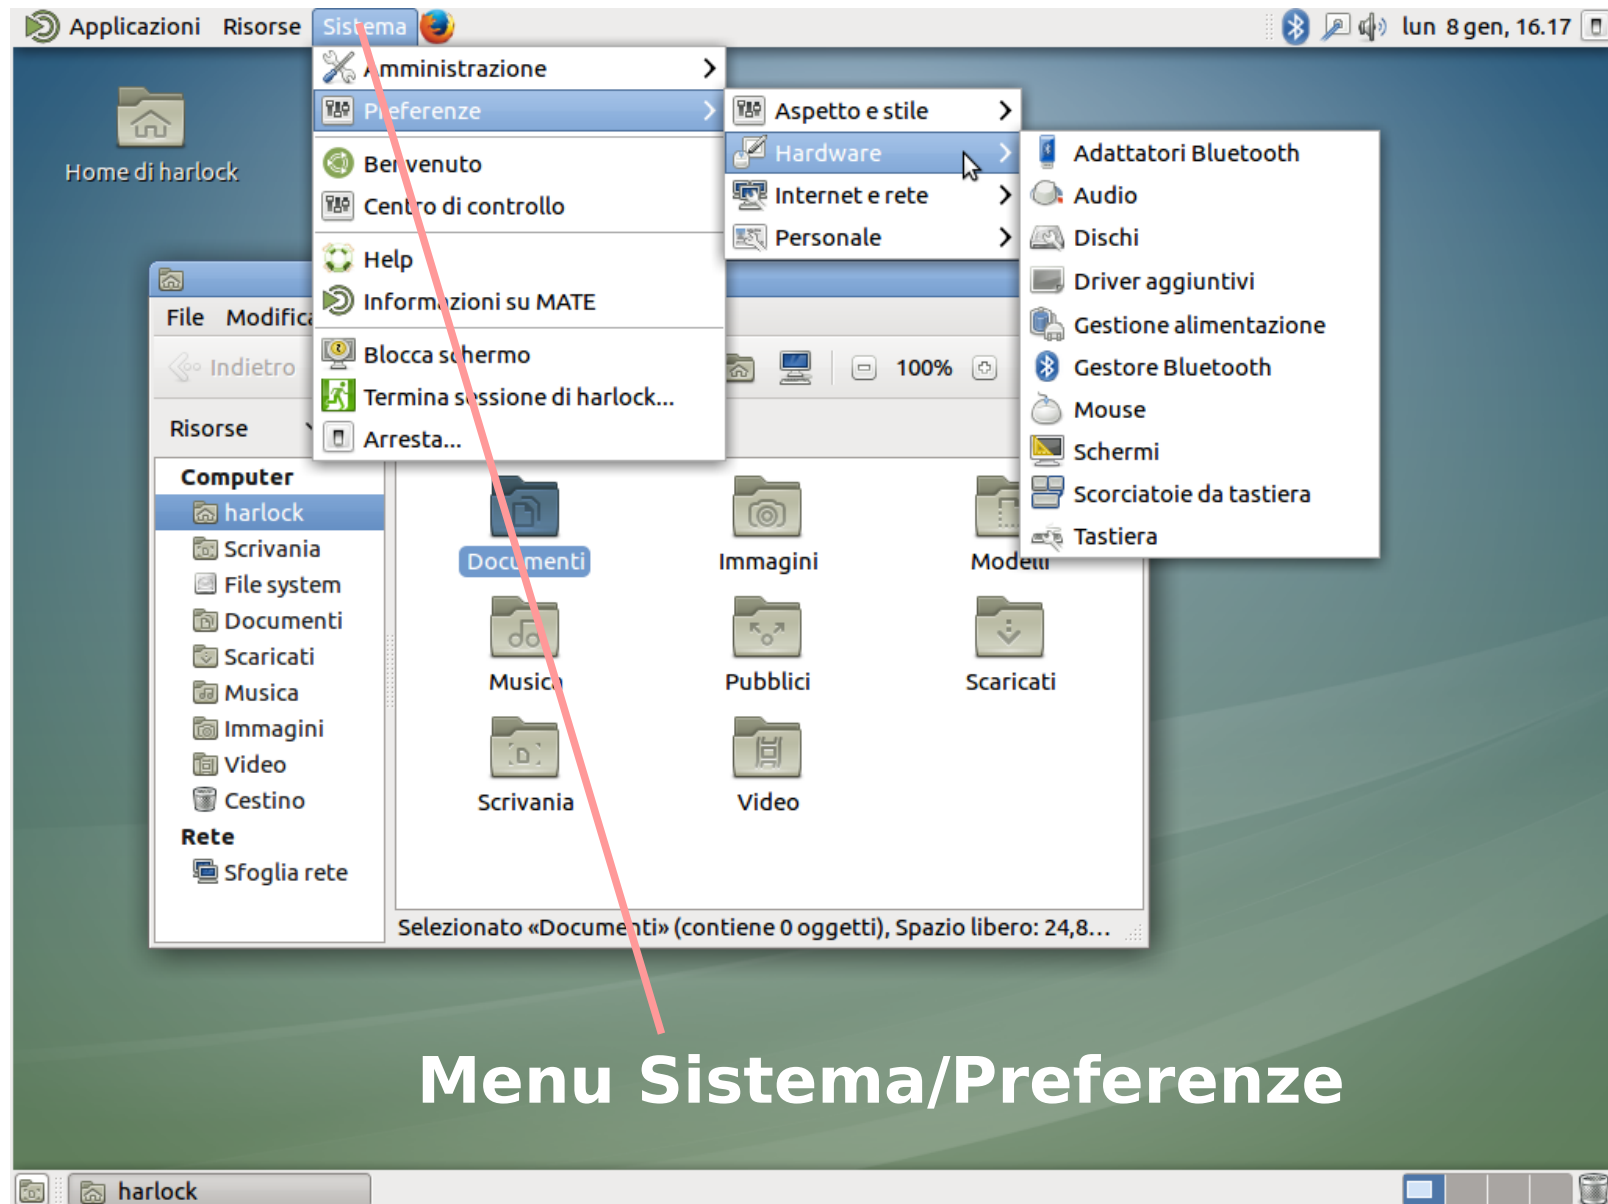 Applicazioni Risorse Sistema lun 8 gen, 16.17
Home di harlock
Amministrazione
Preferenze
Benvenuto
Centro di controllo
Help
Informazioni su MATE
Blocca schermo
Termina sessione di harlock...
Arresta...
Aspetto e stile
Hardware
Internet e rete
Personale
Adattatori Bluetooth
Audio
Dischi
Driver aggiuntivi
Gestione alimentazione
Gestore Bluetooth
Mouse
Schermi
Scorciatoie da tastiera
Tastiera
File
Indietro 100%
Risorse
Computer
harlock
Scrivania
File system
Documenti
Scaricati
Musica
Immagini
Video
Cestino
Rete
Sfoglia rete
Documenti Immagini Modelli
Musica Pubblici Scaricati
Scrivania Video
Selezionato «Documenti» (contiene 0 oggetti), Spazio libero: 24,8...
Menu Sistema/Preferenze
harlock